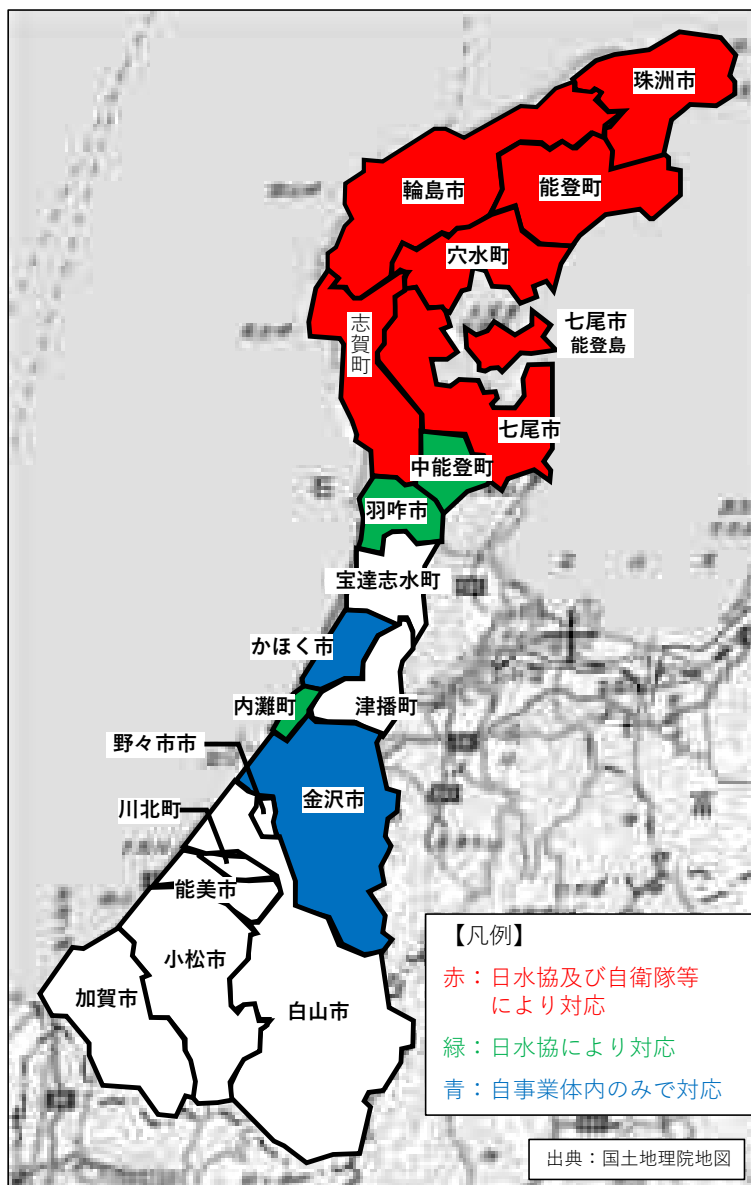 珠洲市
輪島市
能登町
穴水町
七尾市
能登島
志賀町
七尾市
中能登町
羽咋市
宝達志水町
かほく市
内灘町
津播町
野々市市
金沢市
川北町
能美市
小松市
加賀市
白山市
【凡例】
赤：日水協及び自衛隊等
により対応
緑：日水協により対応
青：自事業体内のみで対応
出典：国土地理院地図